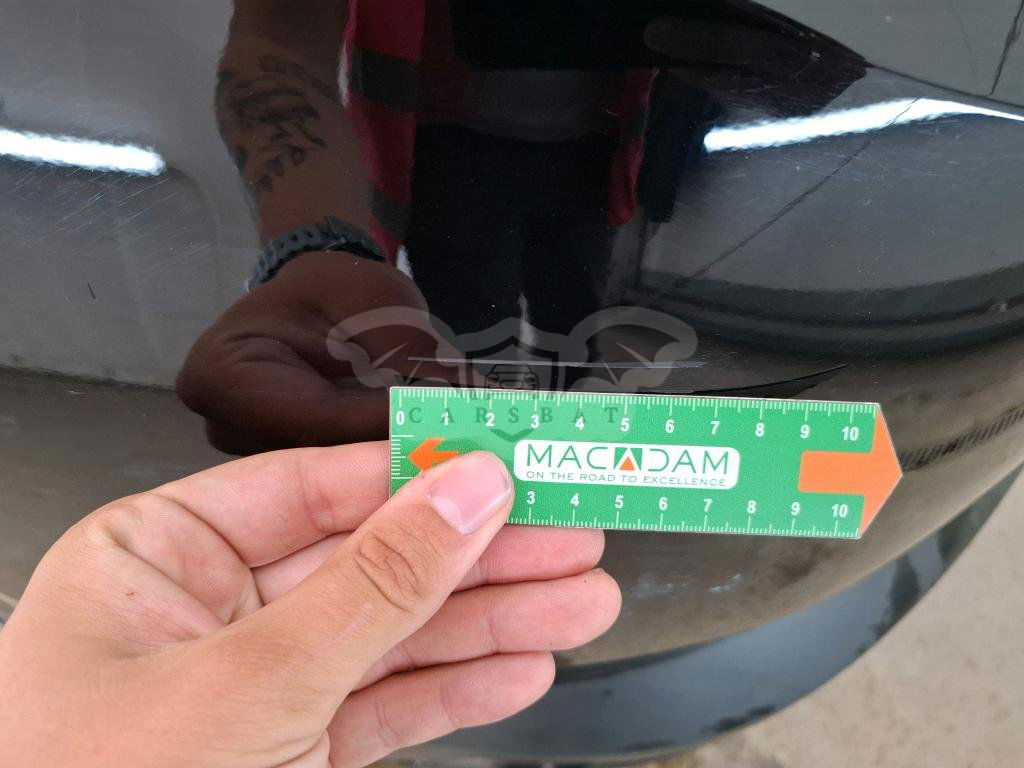 CARSBAT
0 1 2 3 4 5 6 7 8 9 10
MACADAM
ON THE ROAD TO EXCELLENCE
3 4 5 6 7 8 9 10